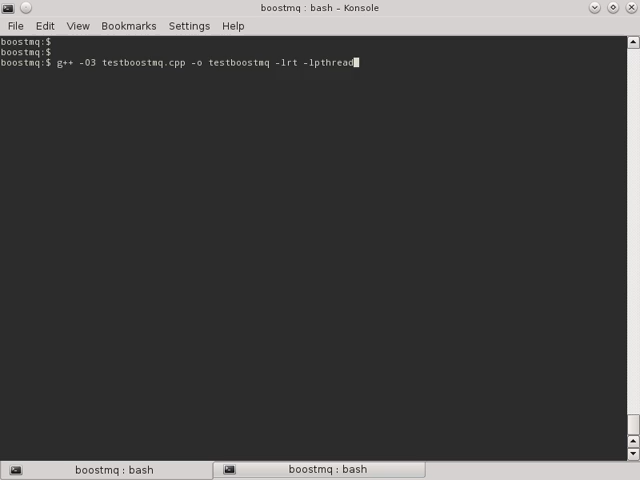 boostmq : bash – Konsole
File Edit View Bookmarks Settings Help
boostmq:$
boostmq:$
boostmq:$ g++ -O3 testboostmq.cpp -o testboostmq -lrt -lpthread
boostmq : bash
boostmq : bash